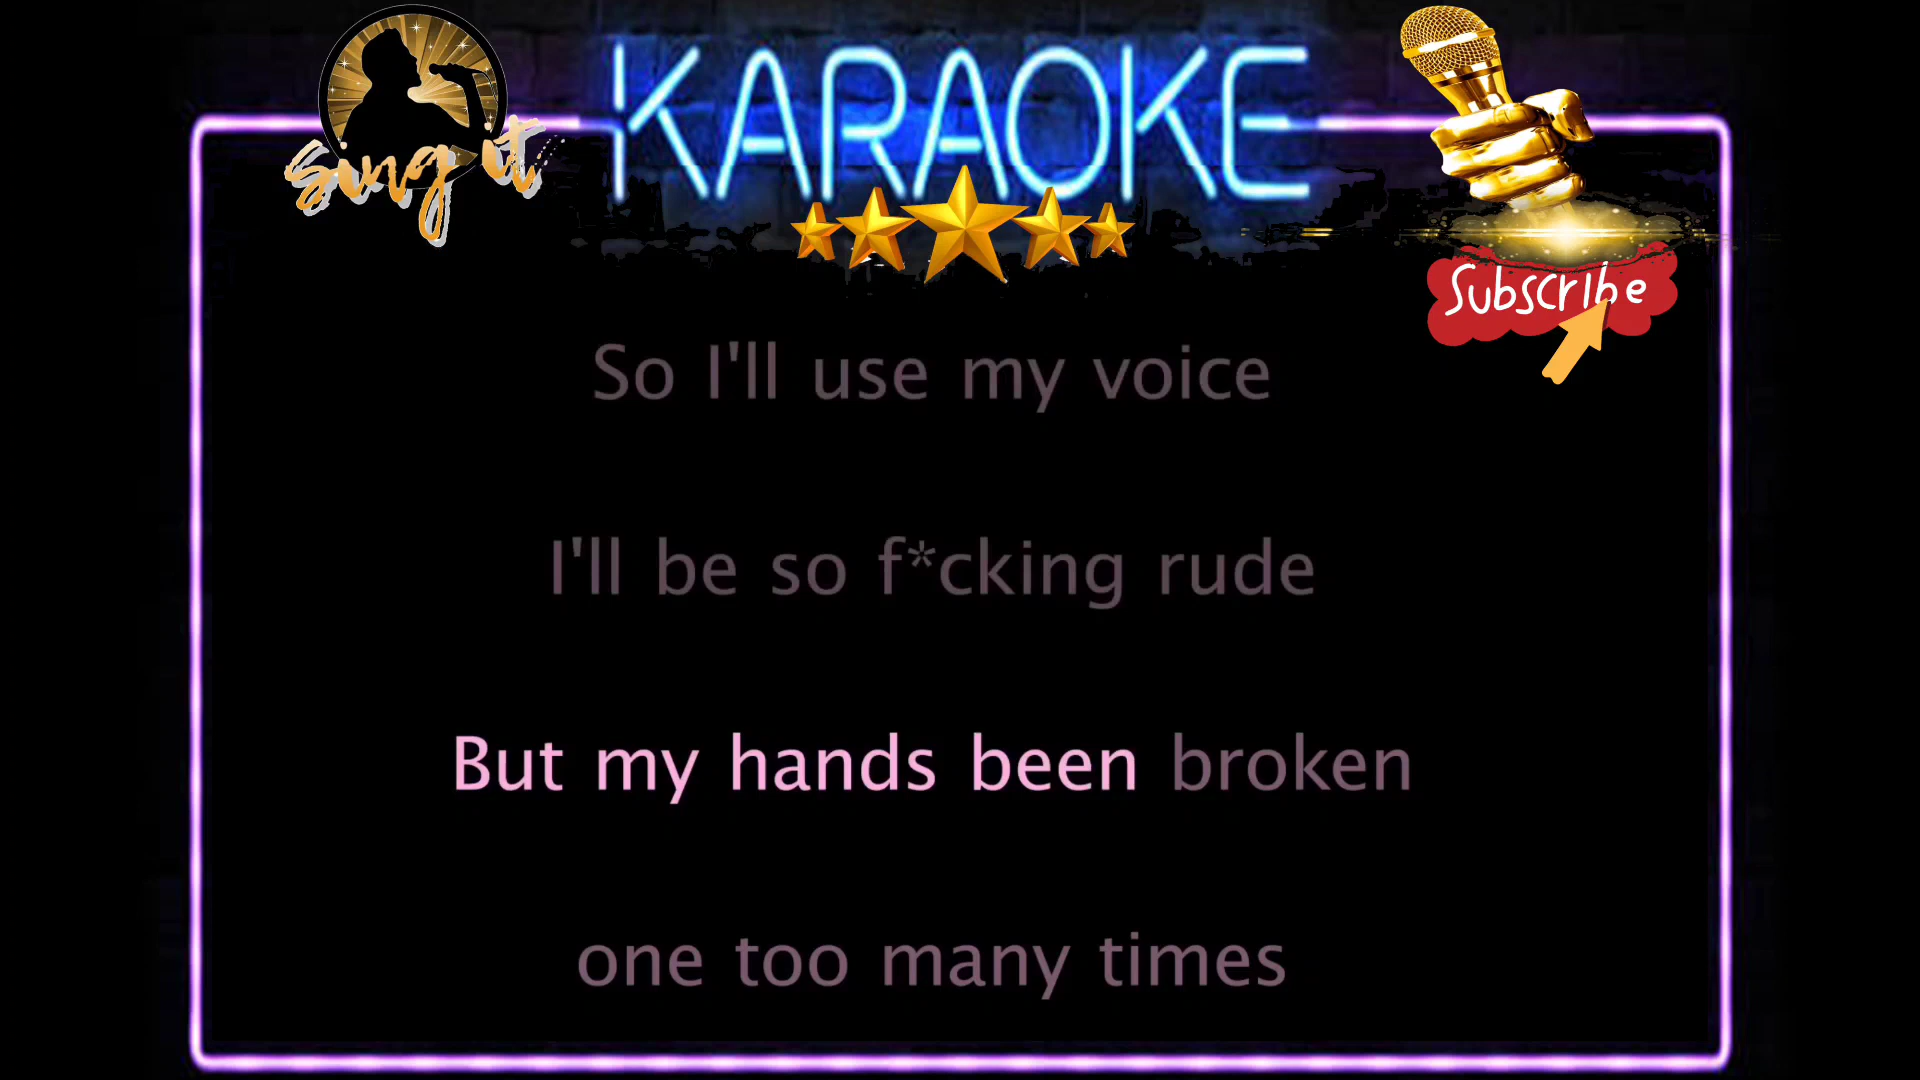 KARAOKE
sing it
Subscribe
So I'll use my voice
I'll be so f*cking rude
But my hands been broken
one too many times